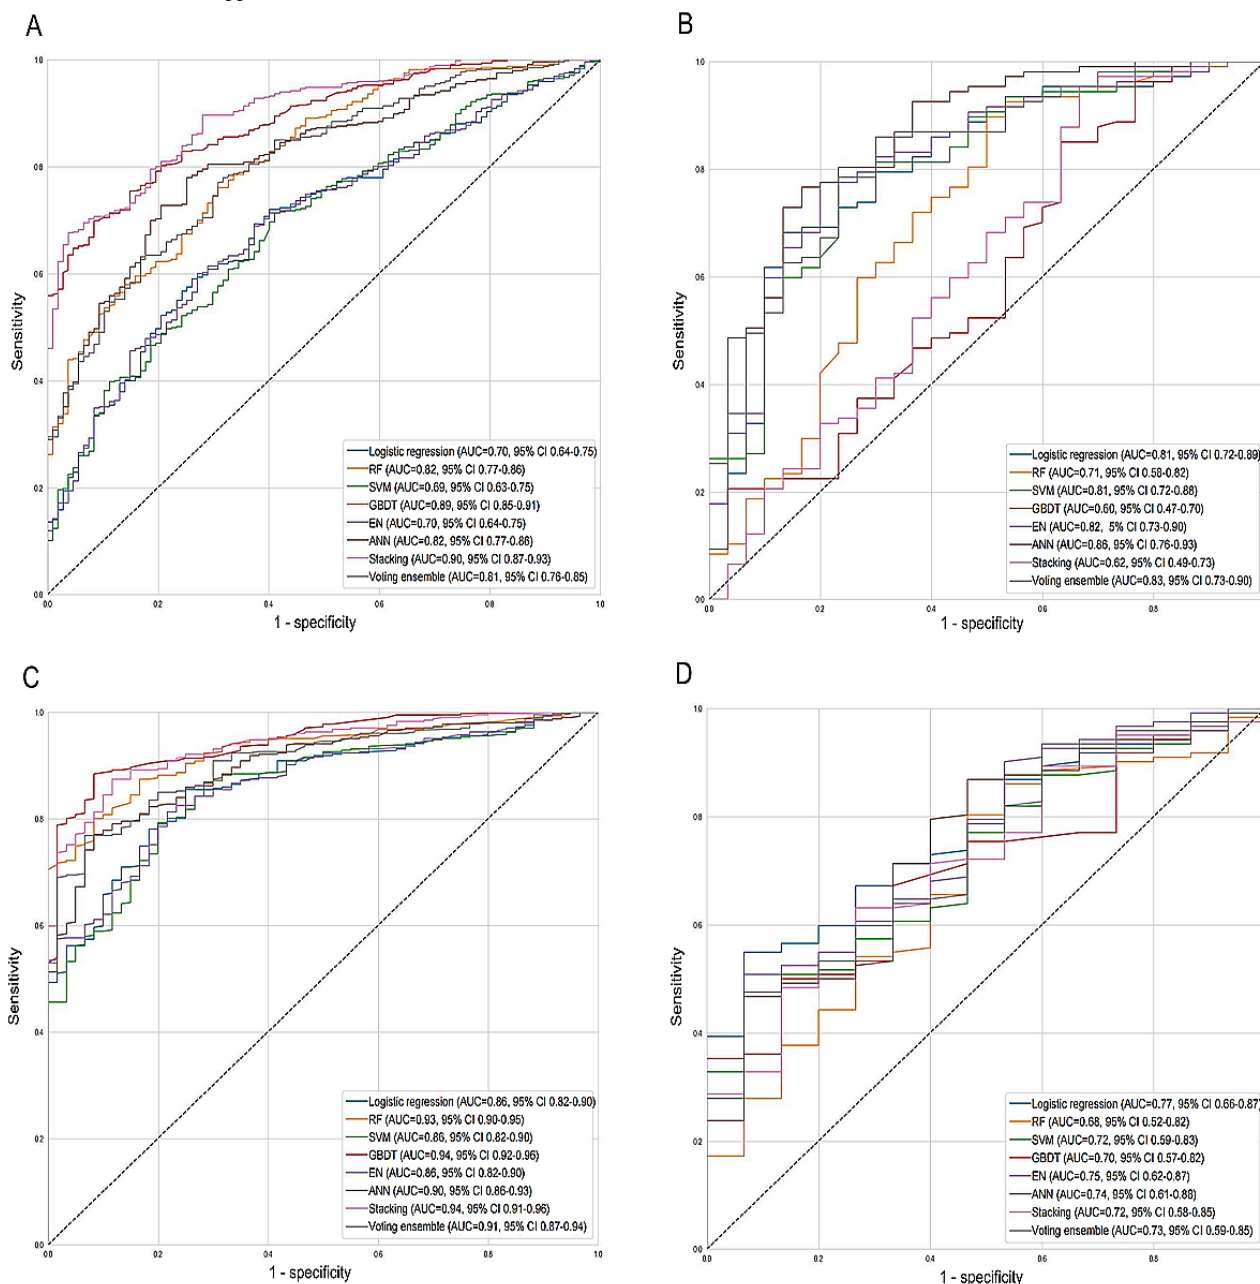 A
1.0
0.8
0.6
0.4
0.2
0.0
Sensitivity
Logistic regression (AUC=0.70, 95% CI 0.64-0.75)
RF (AUC=0.82, 95% CI 0.77-0.86)
SVM (AUC=0.69, 95% CI 0.63-0.75)
GBDT (AUC=0.89, 95% CI 0.85-0.91)
EN (AUC=0.70, 95% CI 0.64-0.75)
ANN (AUC=0.82, 95% CI 0.77-0.86)
Stacking (AUC=0.90, 95% CI 0.87-0.93)
Voting ensemble (AUC=0.81, 95% CI 0.76-0.85)
0.0 0.2 0.4 0.6 0.8 1.0
1 - specificity
B
1.0
0.8
0.6
0.4
0.2
0.0
Sensitivity
Logistic regression (AUC=0.81, 95% CI 0.72-0.89)
RF (AUC=0.71, 95% CI 0.58-0.82)
SVM (AUC=0.81, 95% CI 0.72-0.88)
GBDT (AUC=0.60, 95% CI 0.47-0.70)
EN (AUC=0.82, 5% CI 0.73-0.90)
ANN (AUC=0.86, 95% CI 0.76-0.93)
Stacking (AUC=0.62, 95% CI 0.49-0.73)
Voting ensemble (AUC=0.83, 95% CI 0.73-0.90)
0.0 0.2 0.4 0.6 0.8
1 - specificity
C
1.0
0.8
0.6
0.4
0.2
0.0
Sensitivity
Logistic regression (AUC=0.86, 95% CI 0.82-0.90)
RF (AUC=0.93, 95% CI 0.90-0.95)
SVM (AUC=0.86, 95% CI 0.82-0.90)
GBDT (AUC=0.94, 95% CI 0.92-0.96)
EN (AUC=0.86, 95% CI 0.82-0.90)
ANN (AUC=0.90, 95% CI 0.86-0.93)
Stacking (AUC=0.94, 95% CI 0.91-0.96)
Voting ensemble (AUC=0.91, 95% CI 0.87-0.94)
0.0 0.2 0.4 0.6 0.8 1.0
1 - specificity
D
1.0
0.8
0.6
0.4
0.2
0.0
Sensitivity
Logistic regression (AUC=0.77, 95% CI 0.66-0.87)
RF (AUC=0.68, 95% CI 0.52-0.82)
SVM (AUC=0.72, 95% CI 0.59-0.83)
GBDT (AUC=0.70, 95% CI 0.57-0.82)
EN (AUC=0.75, 95% CI 0.62-0.87)
ANN (AUC=0.74, 95% CI 0.61-0.88)
Stacking (AUC=0.72, 95% CI 0.58-0.85)
Voting ensemble (AUC=0.73, 95% CI 0.59-0.85)
0.0 0.2 0.4 0.6 0.8
1 - specificity